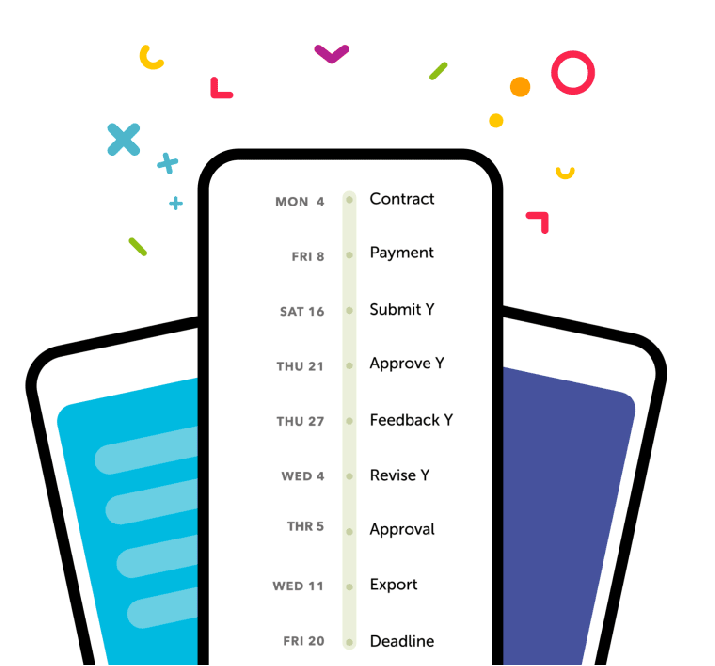 MON 4 Contract
FRI 8 Payment
SAT 16 Submit Y
THU 21 Approve Y
THU 27 Feedback Y
WED 4 Revise Y
THR 5 Approval
WED 11 Export
FRI 20 Deadline